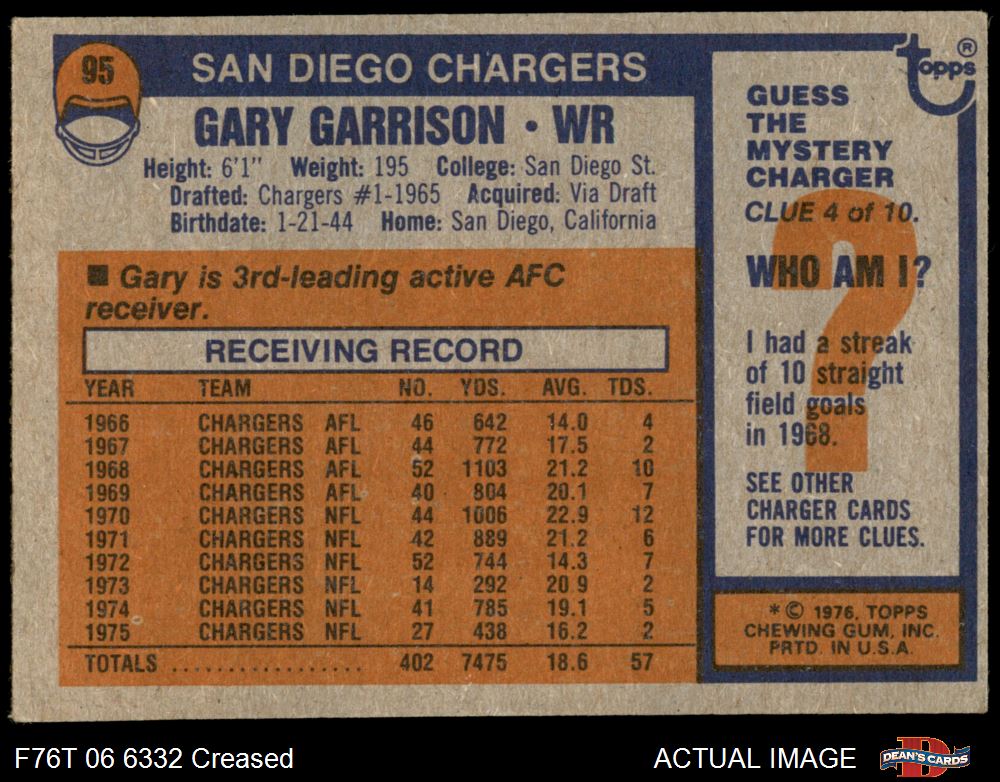 95
SAN DIEGO CHARGERS
GARY GARRISON • WR
Height: 6'1" Weight: 195 College: San Diego St.
Drafted: Chargers #1-1965 Acquired: Via Draft
Birthdate: 1-21-44 Home: San Diego, California
■ Gary is 3rd-leading active AFC
receiver.
RECEIVING RECORD
YEAR TEAM NO. YDS. AVG. TDS.
1966 CHARGERS AFL 46 642 14.0 4
1967 CHARGERS AFL 44 772 17.5 2
1968 CHARGERS AFL 52 1103 21.2 10
1969 CHARGERS AFL 40 804 20.1 7
1970 CHARGERS NFL 44 1006 22.9 12
1971 CHARGERS NFL 42 889 21.2 6
1972 CHARGERS NFL 52 744 14.3 7
1973 CHARGERS NFL 14 292 20.9 2
1974 CHARGERS NFL 41 785 19.1 5
1975 CHARGERS NFL 27 438 16.2 2
TOTALS .................. 402 7475 18.6 57
topps ®
GUESS
THE
MYSTERY
CHARGER
CLUE 4 of 10.
WHO AM I?
?
I had a streak
of 10 straight
field goals
in 1968.
SEE OTHER
CHARGER CARDS
FOR MORE CLUES.
* © 1976, TOPPS
CHEWING GUM, INC.
PRTD. IN U.S.A.
F76T 06 6332 Creased
ACTUAL IMAGE
D
DEAN'S CARDS